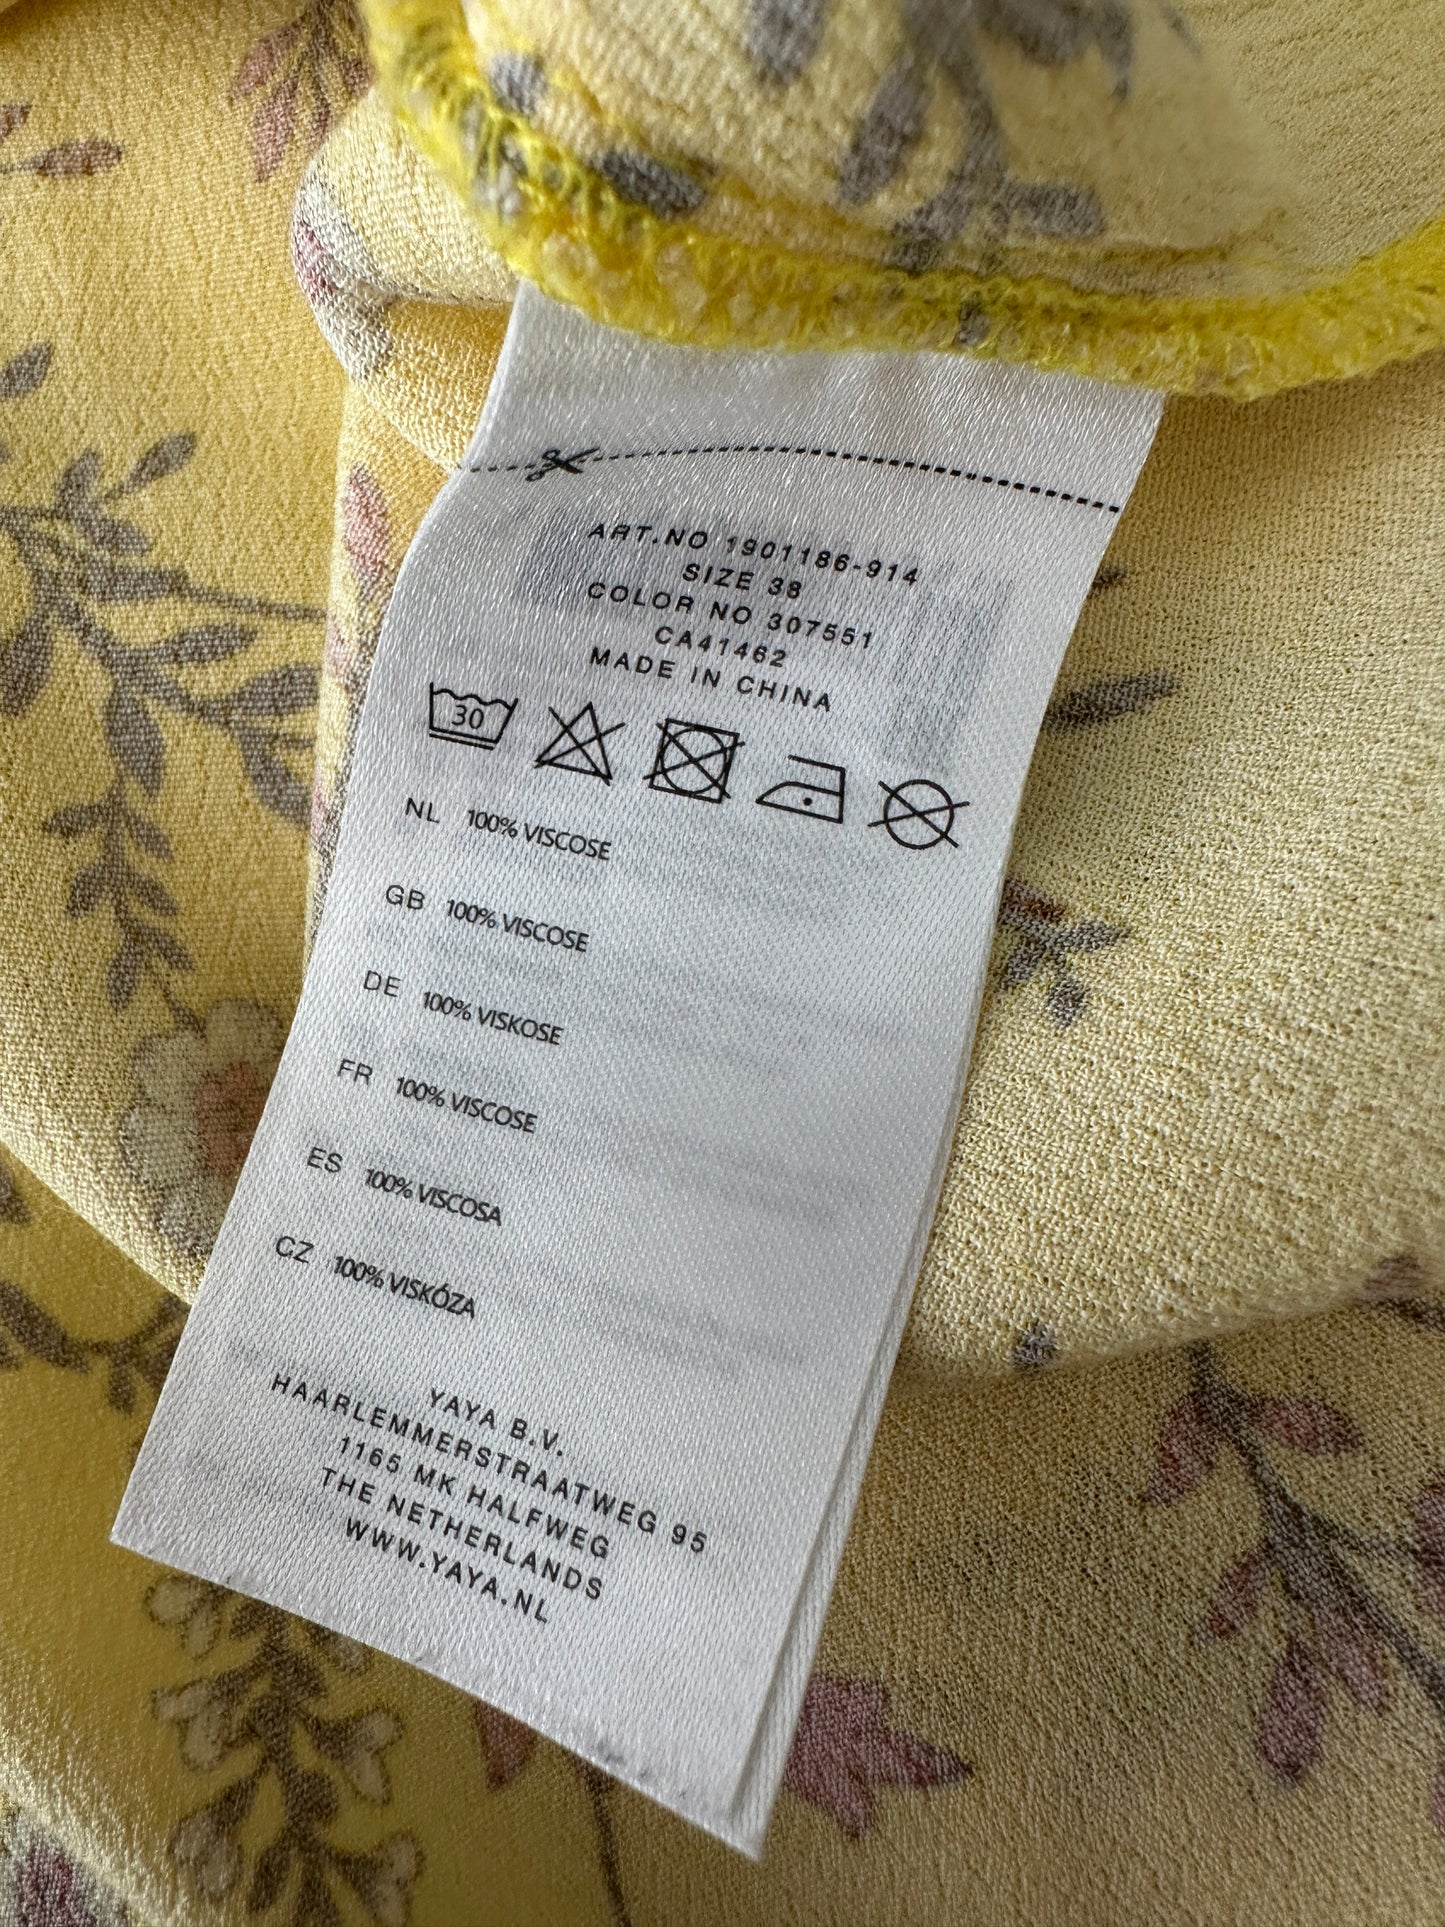 ART.NO 1901186-914
SIZE 38
COLOR NO 307551
CA41462
MADE IN CHINA
30
NL 100% VISCOSE
GB 100% VISCOSE
DE 100% VISKOSE
FR 100% VISCOSE
ES 100% VISCOSA
CZ 100% VISKÓZA
YAYA B.V.
HAARLEMMERSTRAATWEG 95
1165 MK HALFWEG
THE NETHERLANDS
WWW.YAYA.NL